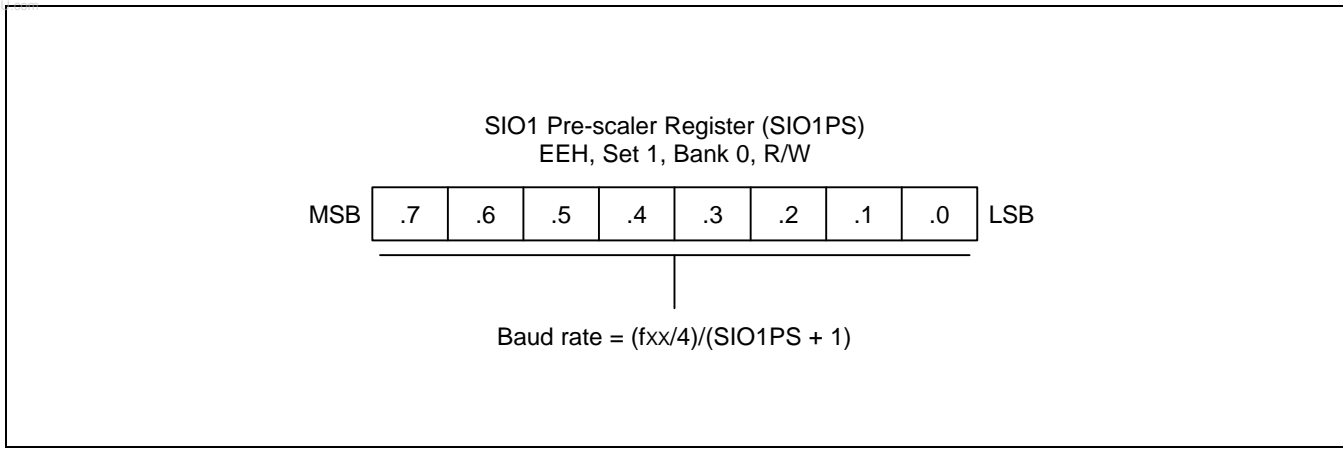 U.com
SIO1 Pre-scaler Register (SIO1PS)
EEH, Set 1, Bank 0, R/W
MSB .7 .6 .5 .4 .3 .2 .1 .0 LSB
Baud rate = (fxx/4)/(SIO1PS + 1)